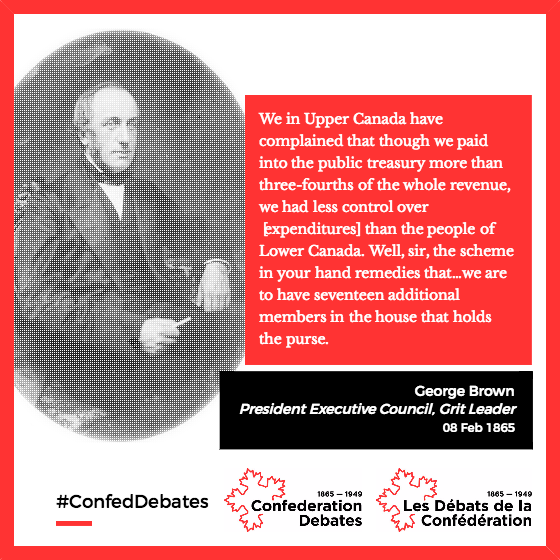 We in Upper Canada have
complained that though we paid
into the public treasury more than
three-fourths of the whole revenue,
we had less control over
[expenditures] than the people of
Lower Canada. Well, sir, the scheme
in your hand remedies that...we are
to have seventeen additional
members in the house that holds
the purse.
George Brown
President Executive Council, Grit Leader
08 Feb 1865
#ConfedDebates
1865 – 1949
Confederation
Debates
1865 – 1949
Les Débats de la
Confédération